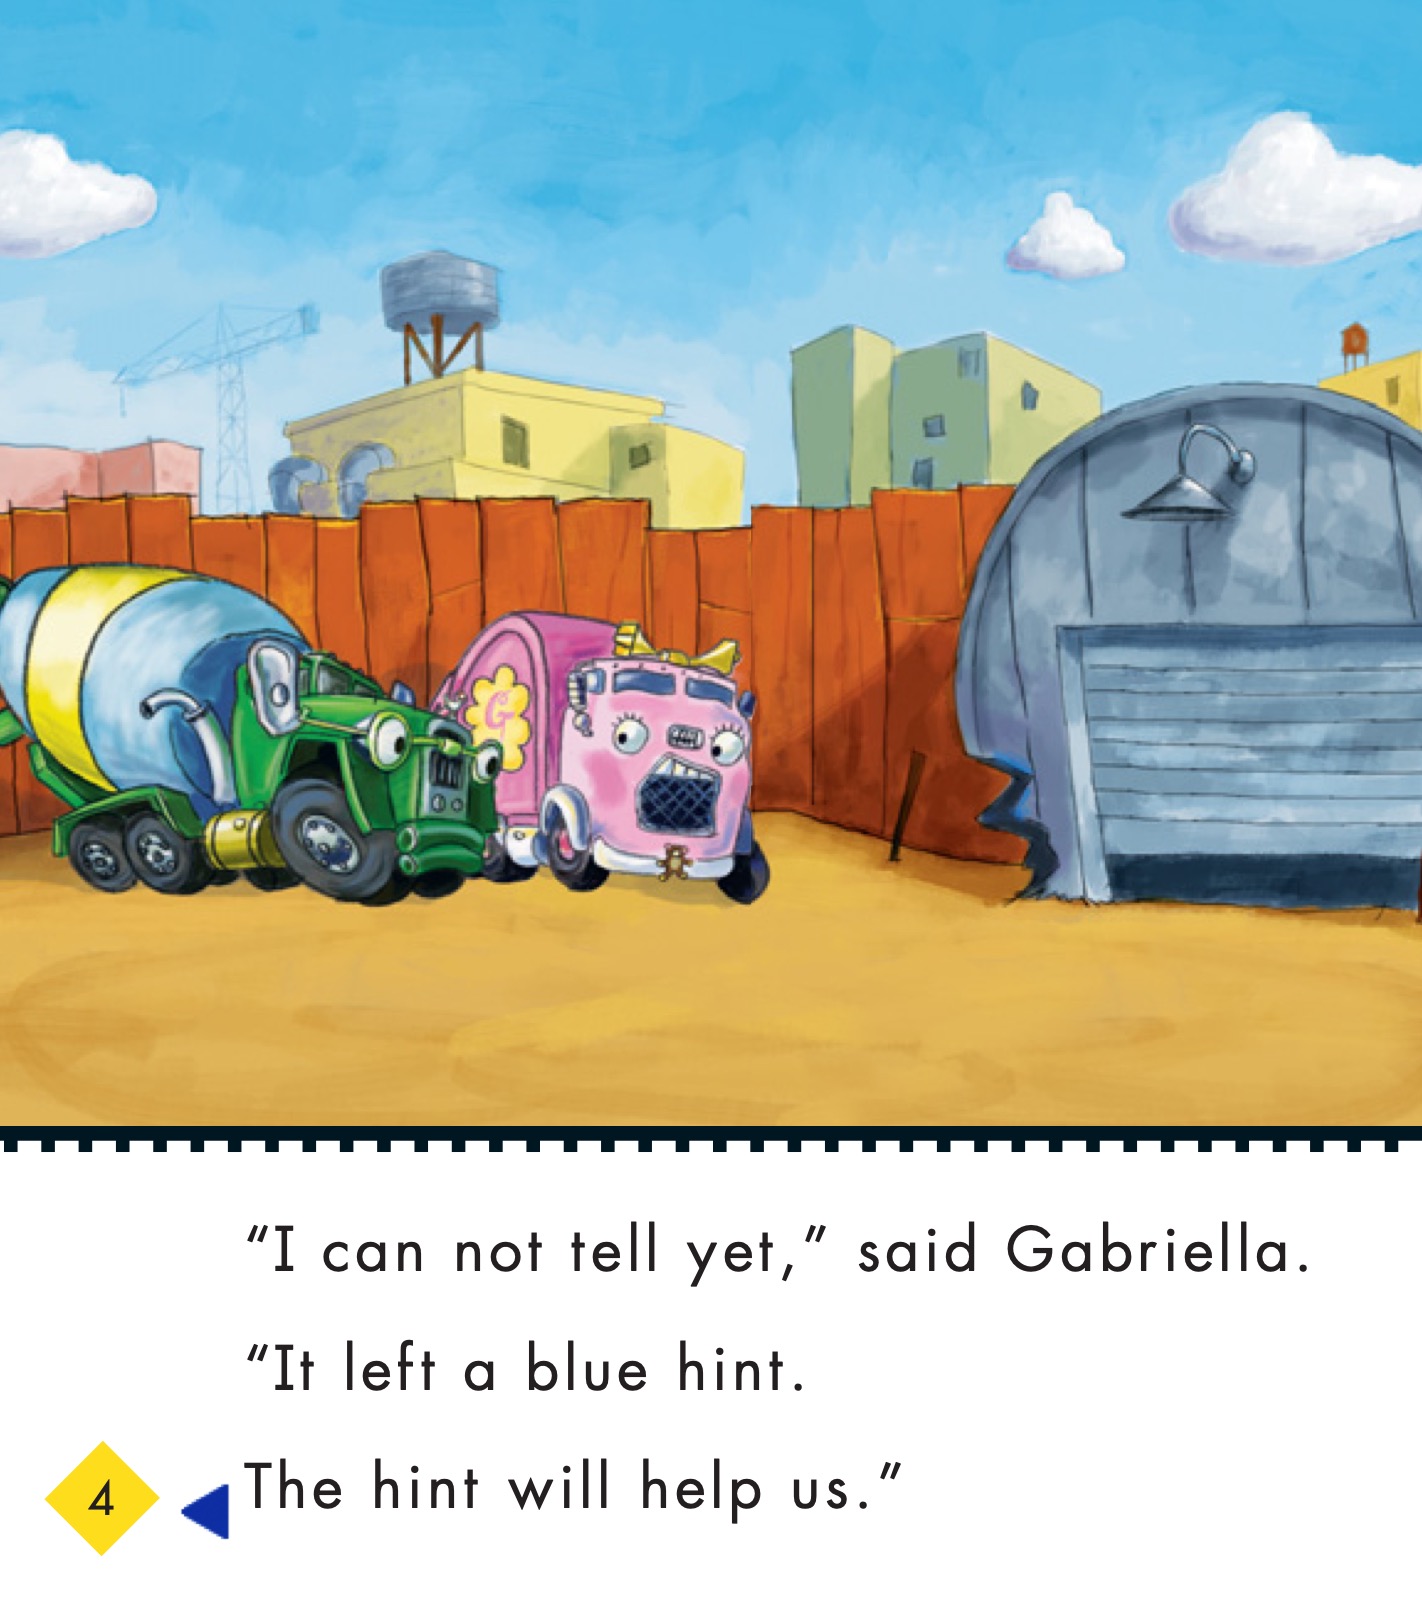 G
“I can not tell yet,” said Gabriella.
“It left a blue hint.
The hint will help us.”
4